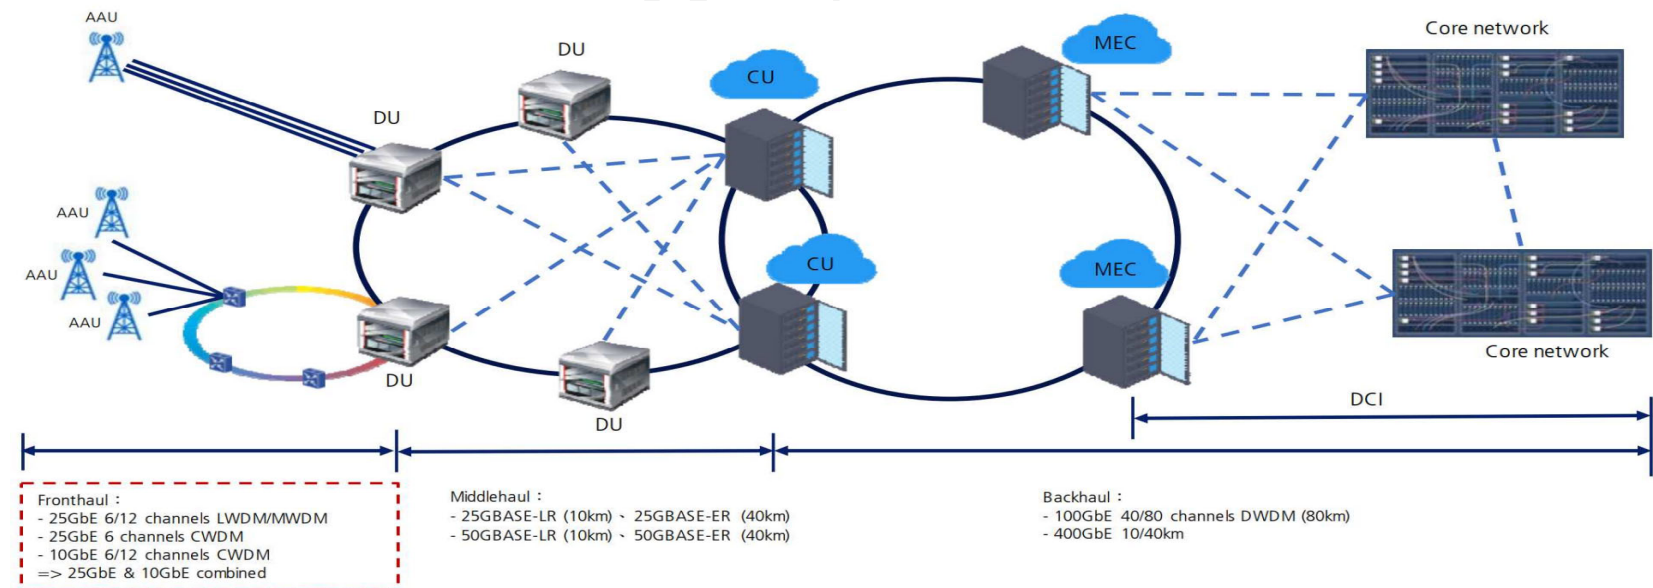 AAU
DU
DU
CU
MEC
Core network
AAU
AAU
AAU
CU
MEC
DU
DU
Core network
DCI
Fronthaul：
- 25GbE 6/12 channels LWDM/MWDM
- 25GbE 6 channels CWDM
- 10GbE 6/12 channels CWDM
=> 25GbE & 10GbE combined
Middlehaul：
- 25GBASE-LR (10km)、25GBASE-ER (40km)
- 50GBASE-LR (10km)、50GBASE-ER (40km)
Backhaul：
- 100GbE 40/80 channels DWDM (80km)
- 400GbE 10/40km